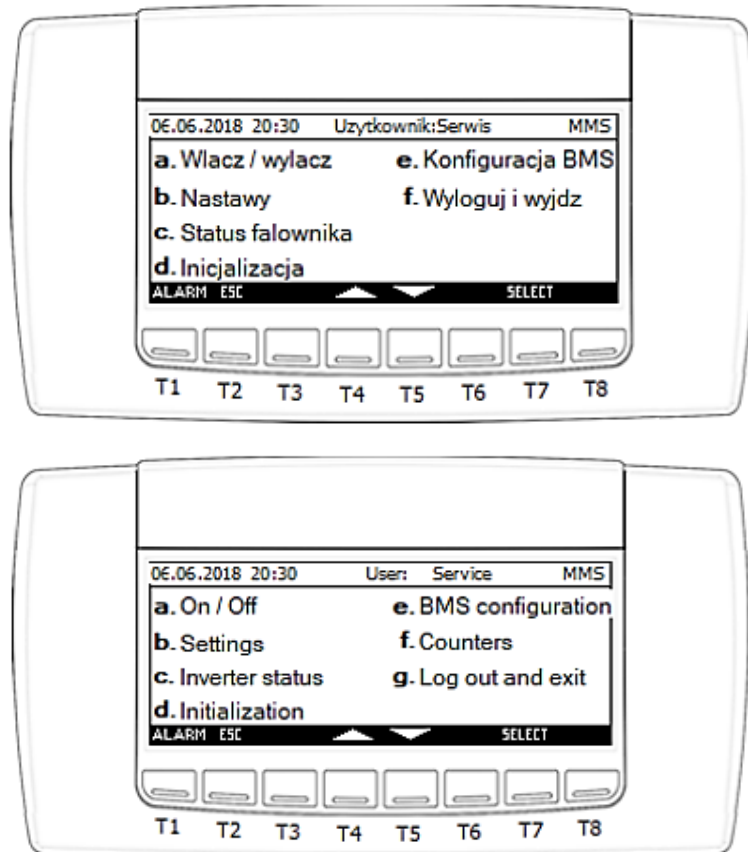 06.06.2018 20:30 Uzytkownik:Serwis MMS
a. Wlacz / wylacz
b. Nastawy
c. Status falownika
d. Inicjalizacja
e. Konfiguracja BMS
f. Wyloguj i wyjdz
ALARM ESC SELECT
T1 T2 T3 T4 T5 T6 T7 T8
06.06.2018 20:30 User: Service MMS
a. On / Off
b. Settings
c. Inverter status
d. Initialization
e. BMS configuration
f. Counters
g. Log out and exit
ALARM ESC SELECT
T1 T2 T3 T4 T5 T6 T7 T8